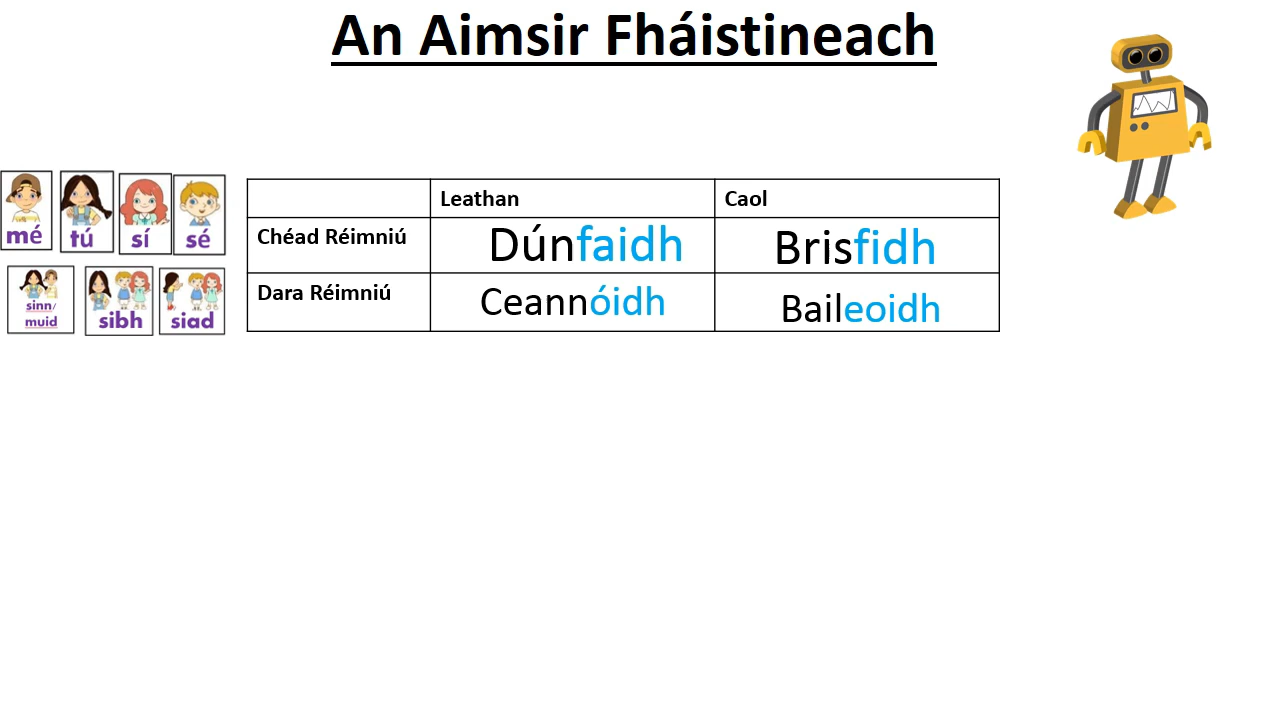 An Aimsir Fháistineach
mé tú sí sé
sinn/
muid
sibh siad
Leathan Caol
Chéad Réimniú Dúnfaidh Brisfidh
Dara Réimniú Ceannóidh Baileoidh